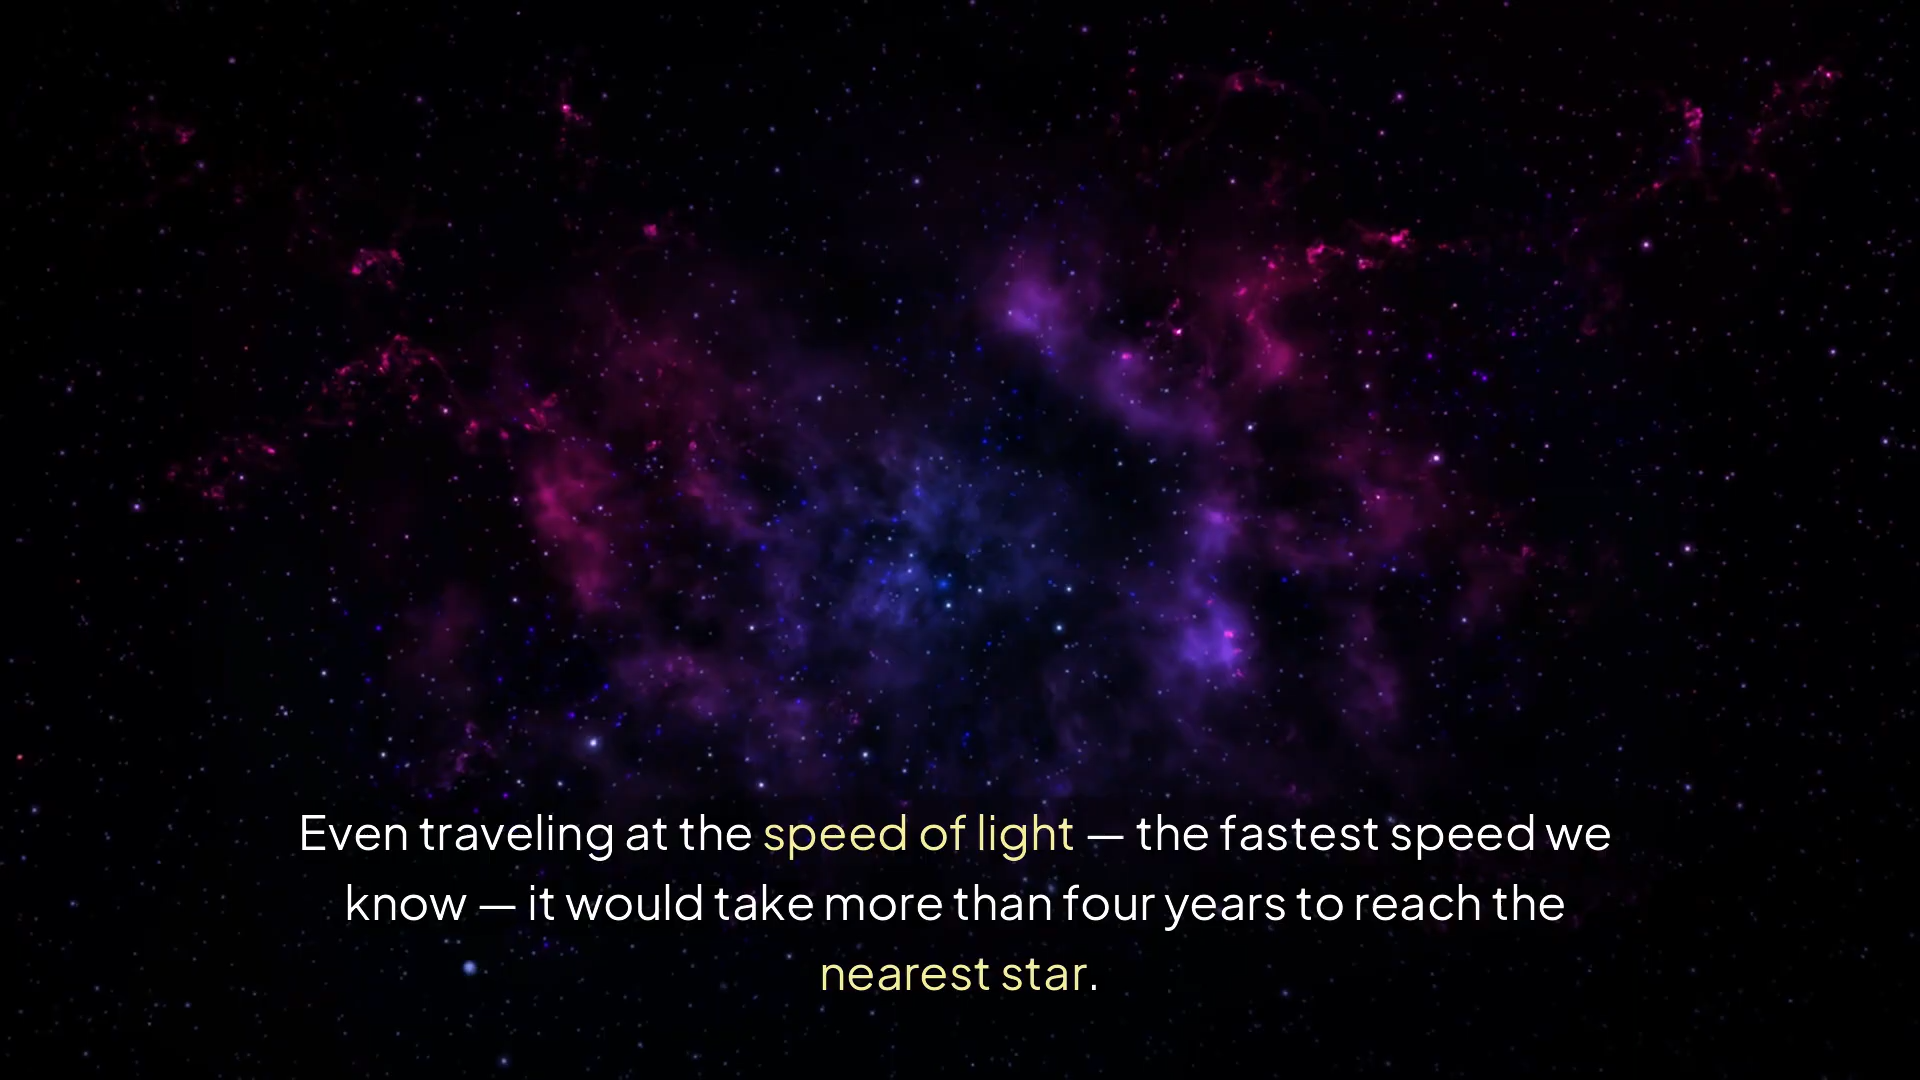 Even traveling at the speed of light — the fastest speed we
know — it would take more than four years to reach the
nearest star.